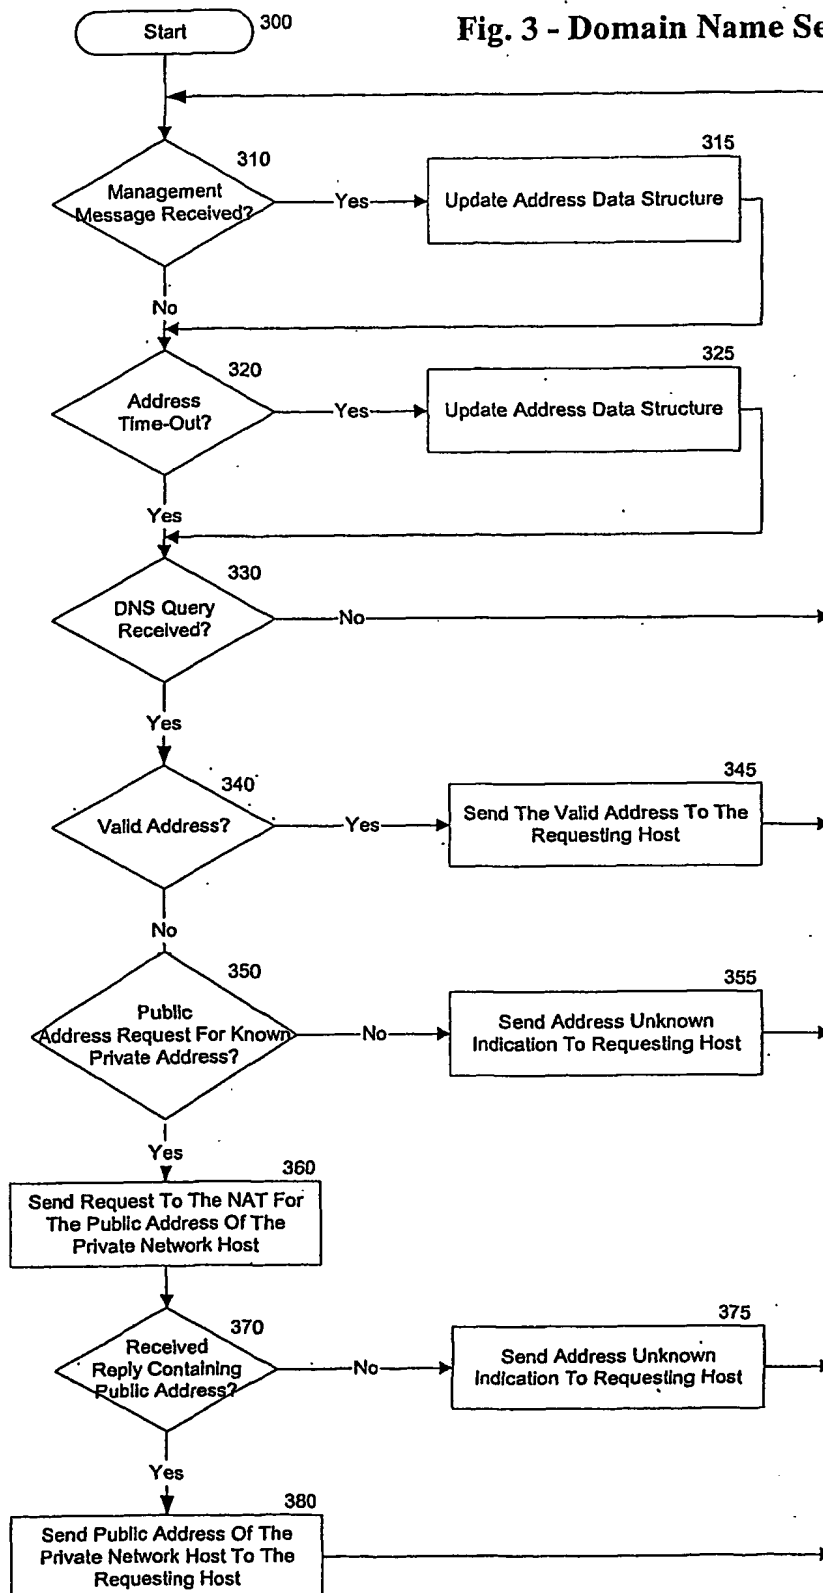 Start
300
Fig. 3 - Domain Name Se
310
Management
Message Received?
Yes
315
Update Address Data Structure
No
320
Address
Time-Out?
Yes
325
Update Address Data Structure
Yes
330
DNS Query
Received?
No
Yes
340
Valid Address?
Yes
345
Send The Valid Address To The
Requesting Host
No
350
Public
Address Request For Known
Private Address?
No
355
Send Address Unknown
Indication To Requesting Host
Yes
360
Send Request To The NAT For
The Public Address Of The
Private Network Host
370
Received
Reply Containing
Public Address?
No
375
Send Address Unknown
Indication To Requesting Host
Yes
380
Send Public Address Of The
Private Network Host To The
Requesting Host